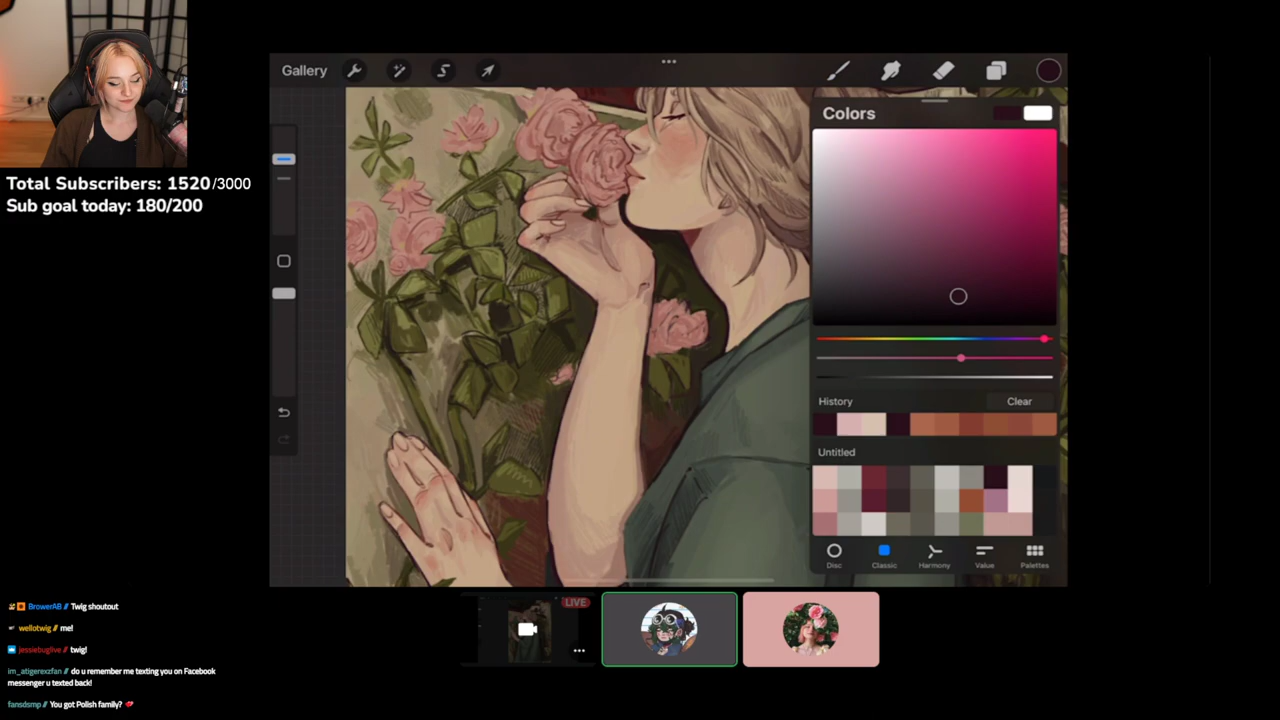 Gallery
Colors
Total Subscribers: 1520/3000
Sub goal today: 180/200
History
Clear
Untitled
Disc
Classic
Harmony
Value
Palettes
LIVE
BrowerAB // Twig shoutout
wellotwig // me!
jessiebuglive // twig!
im_atigerexzfan // do u remember me texting you on Facebook
messenger u texted back!
fansdsmp // You got Polish family?